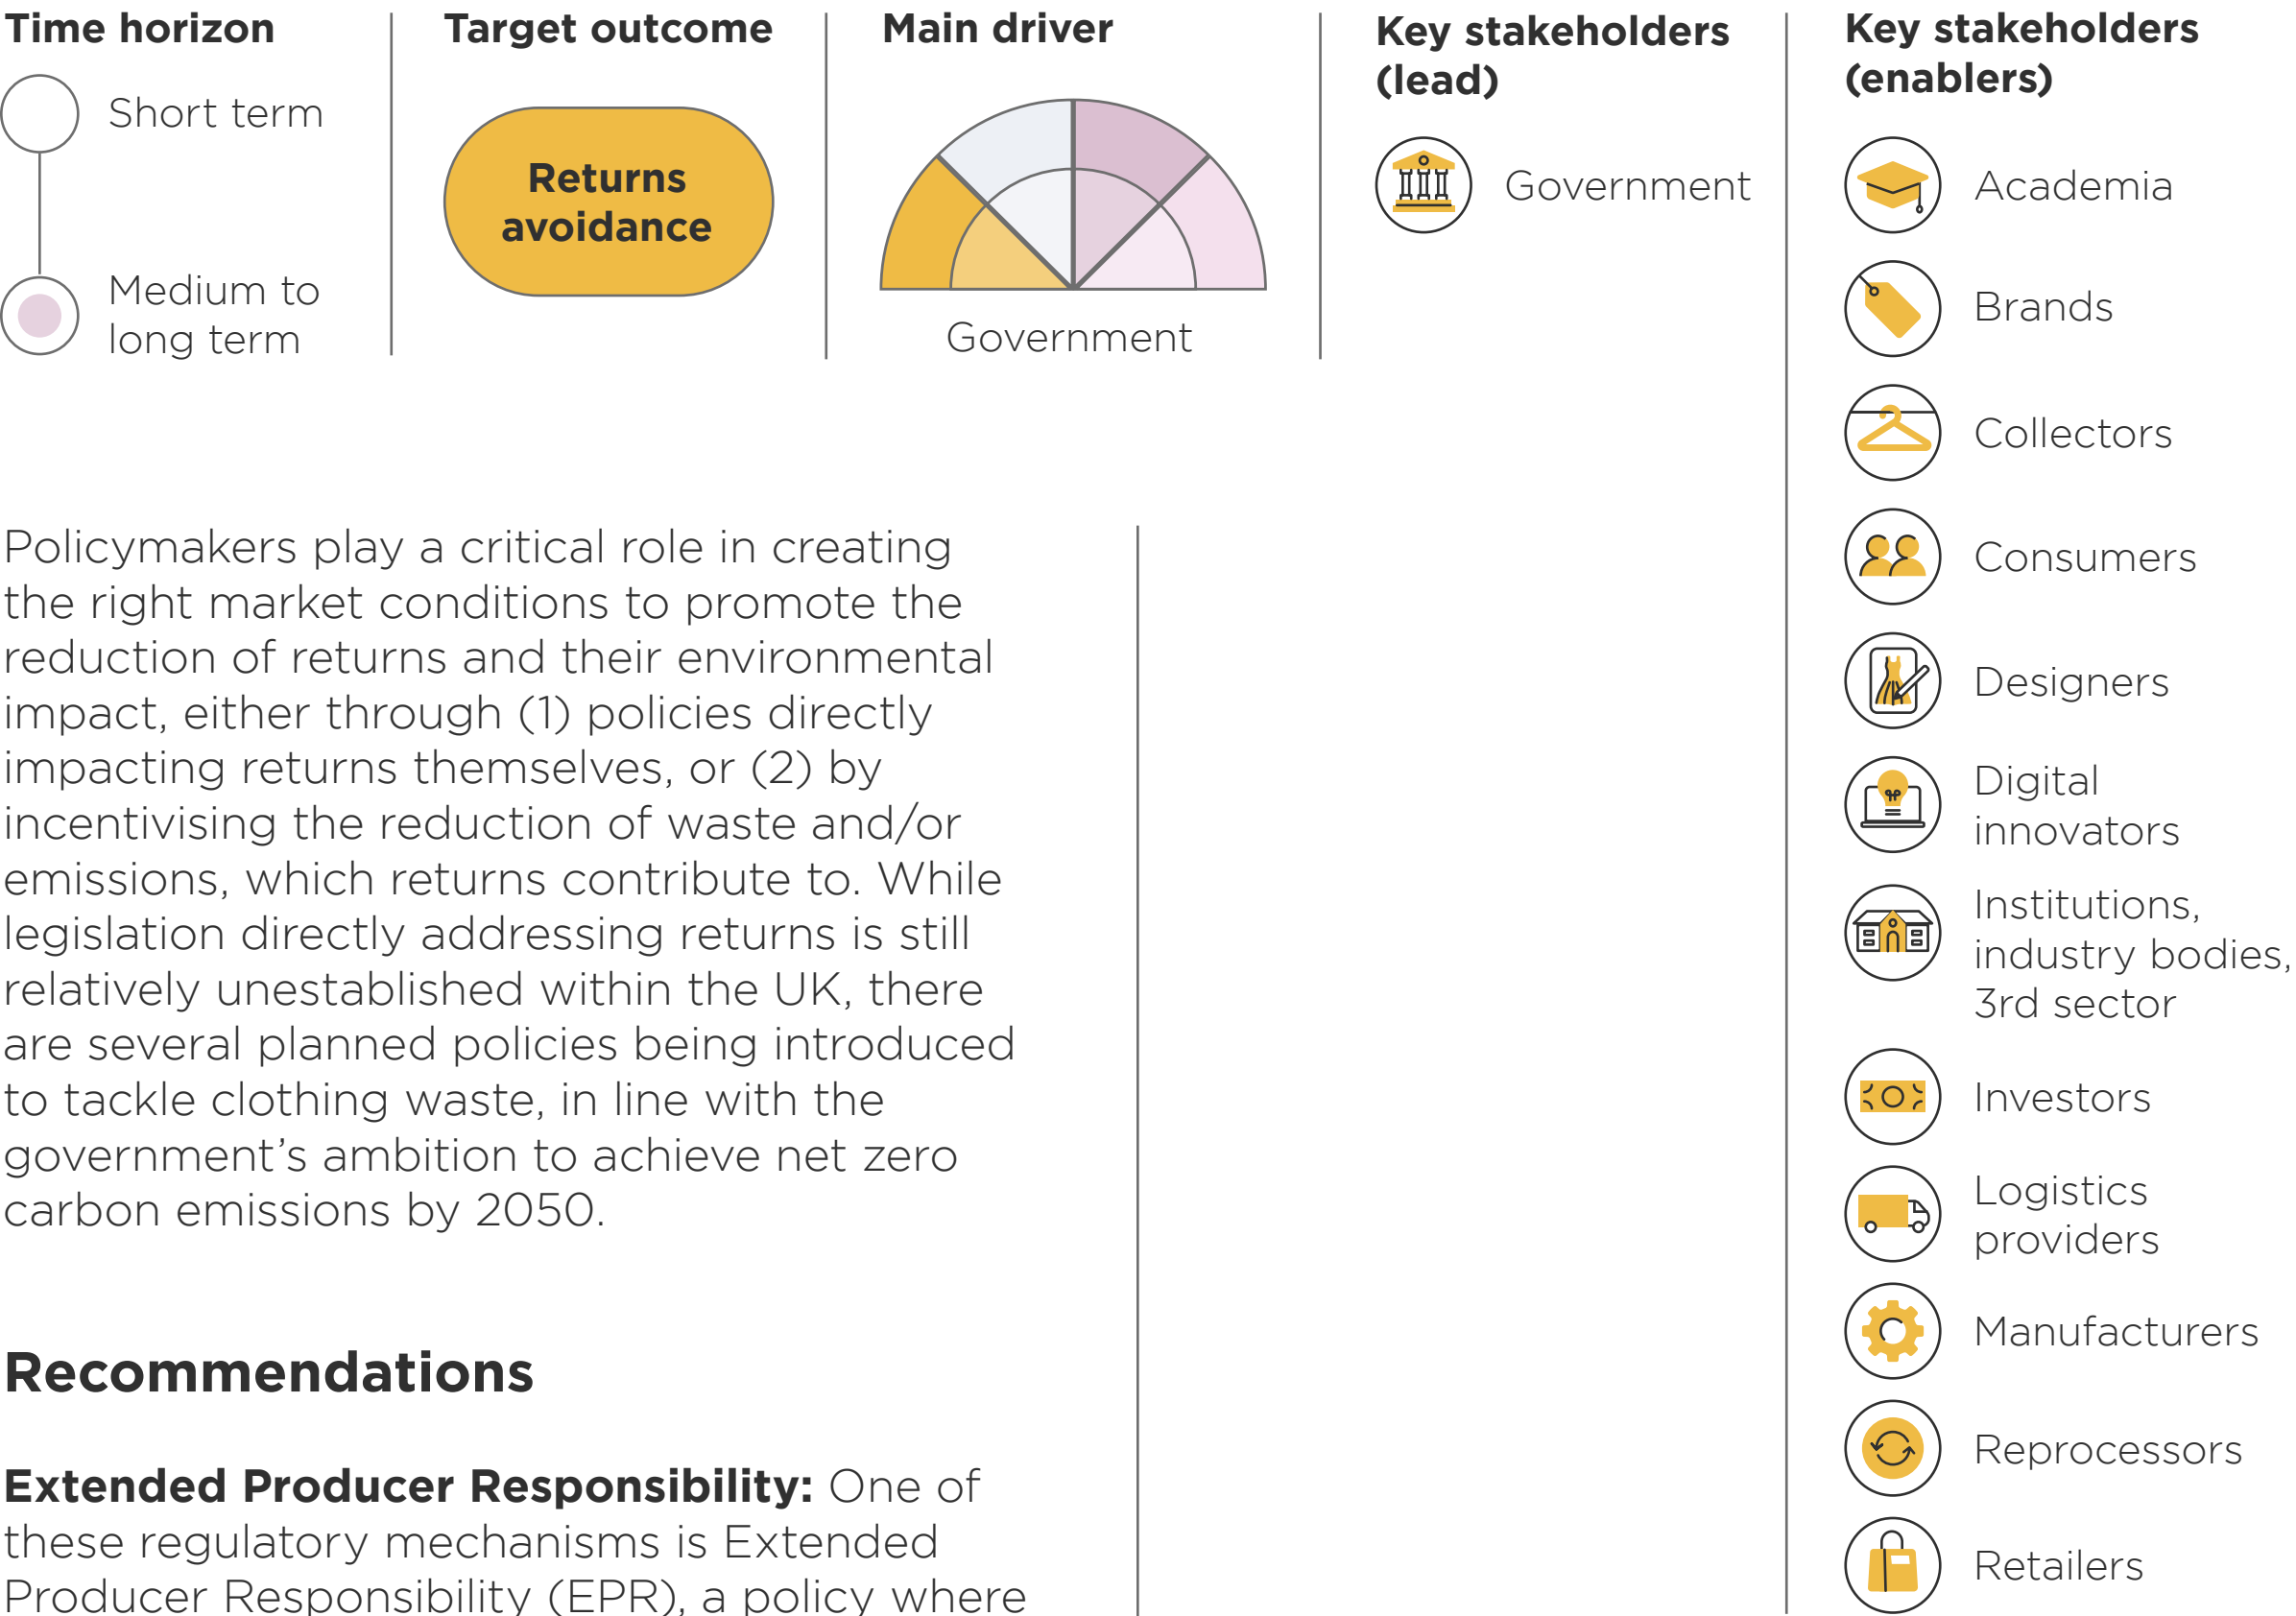 Time horizon
Short term
Medium to
long term
Target outcome
Returns
avoidance
Main driver
Government
Key stakeholders
(lead)
Government
Key stakeholders
(enablers)
Academia
Brands
Collectors
Consumers
Designers
Digital
innovators
Institutions,
industry bodies,
3rd sector
Investors
Logistics
providers
Manufacturers
Reprocessors
Retailers
Policymakers play a critical role in creating
the right market conditions to promote the
reduction of returns and their environmental
impact, either through (1) policies directly
impacting returns themselves, or (2) by
incentivising the reduction of waste and/or
emissions, which returns contribute to. While
legislation directly addressing returns is still
relatively unestablished within the UK, there
are several planned policies being introduced
to tackle clothing waste, in line with the
government’s ambition to achieve net zero
carbon emissions by 2050.
Recommendations
Extended Producer Responsibility: One of
these regulatory mechanisms is Extended
Producer Responsibility (EPR), a policy where